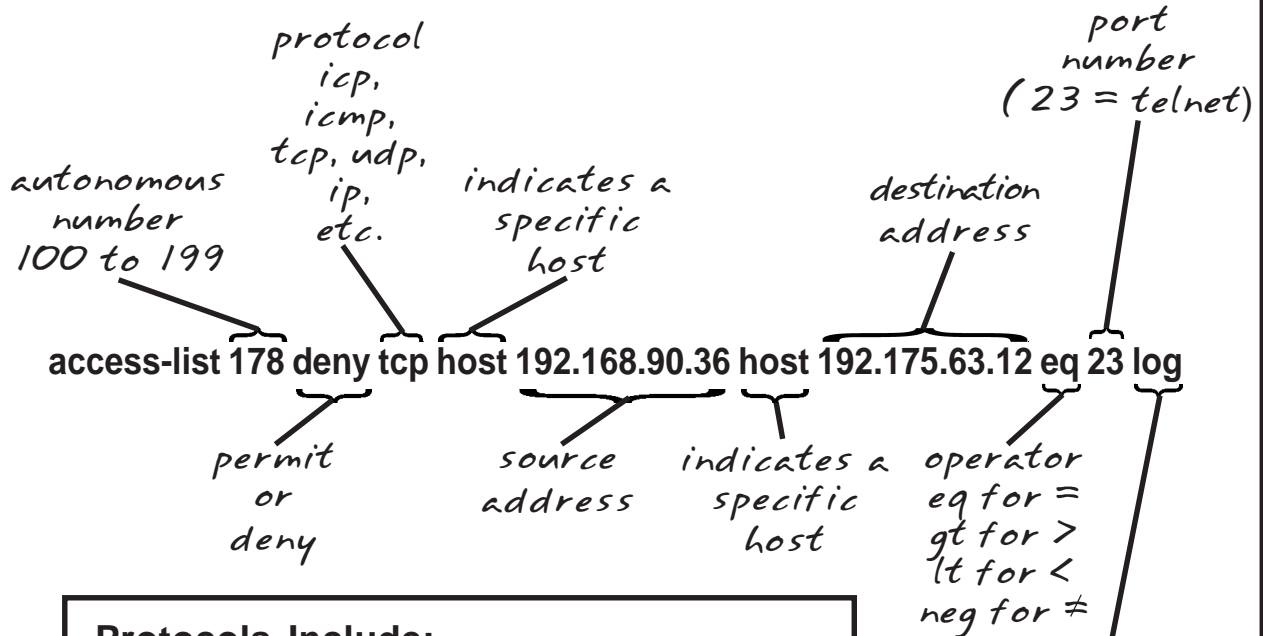 port
number
( 23 = telnet)
protocol
icp,
icmp,
tcp, udp,
ip,
etc.
autonomous
number
100 to 199
indicates a
specific
host
destination
address
access-list 178 deny tcp host 192.168.90.36 host 192.175.63.12 eq 23 log
permit
or
deny
source
address
indicates a
specific
host
operator
eq for =
gt for >
lt for <
neg for ≠
Protocols Include: